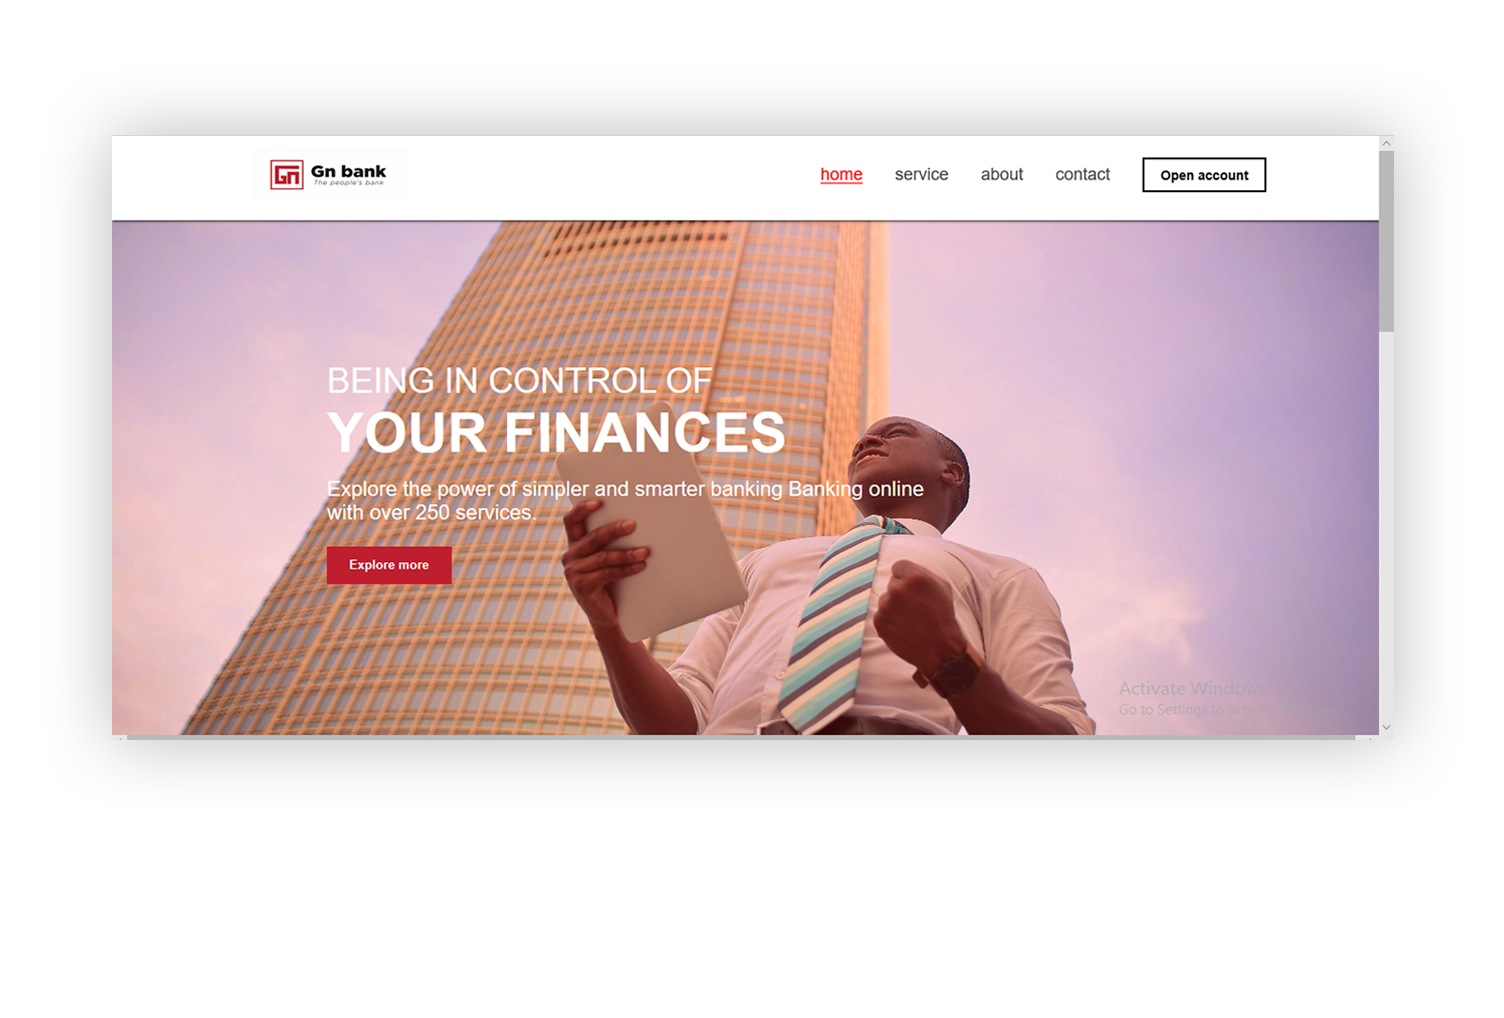 Gn
Gn bank
The people's bank
home service about contact Open account
BEING IN CONTROL OF
YOUR FINANCES
Explore the power of simpler and smarter banking Banking online
with over 250 services.
Explore more
Activate Windows
Go to Settings to activate Windows.